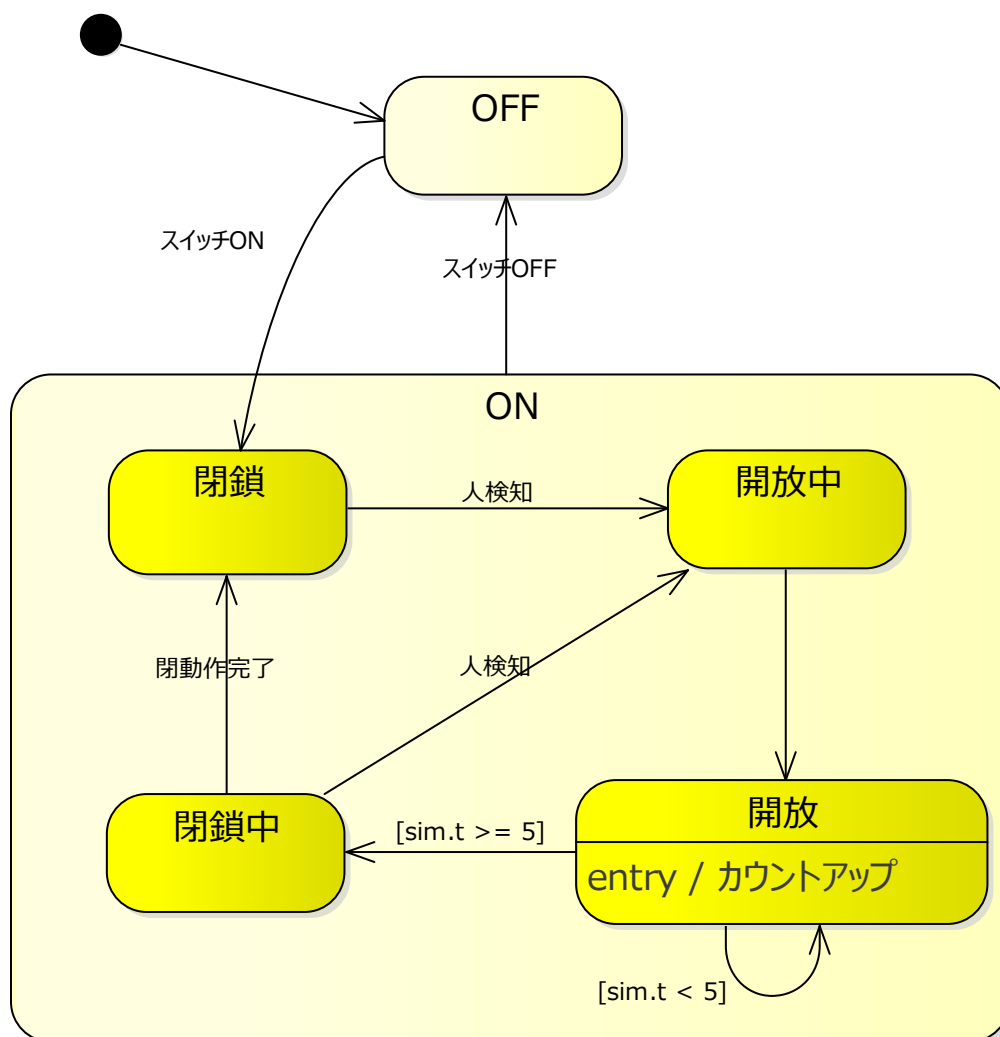 OFF
スイッチON
スイッチOFF
ON
閉鎖
人検知
開放中
閉動作完了
人検知
閉鎖中
[sim.t >= 5]
開放
entry / カウントアップ
[sim.t < 5]